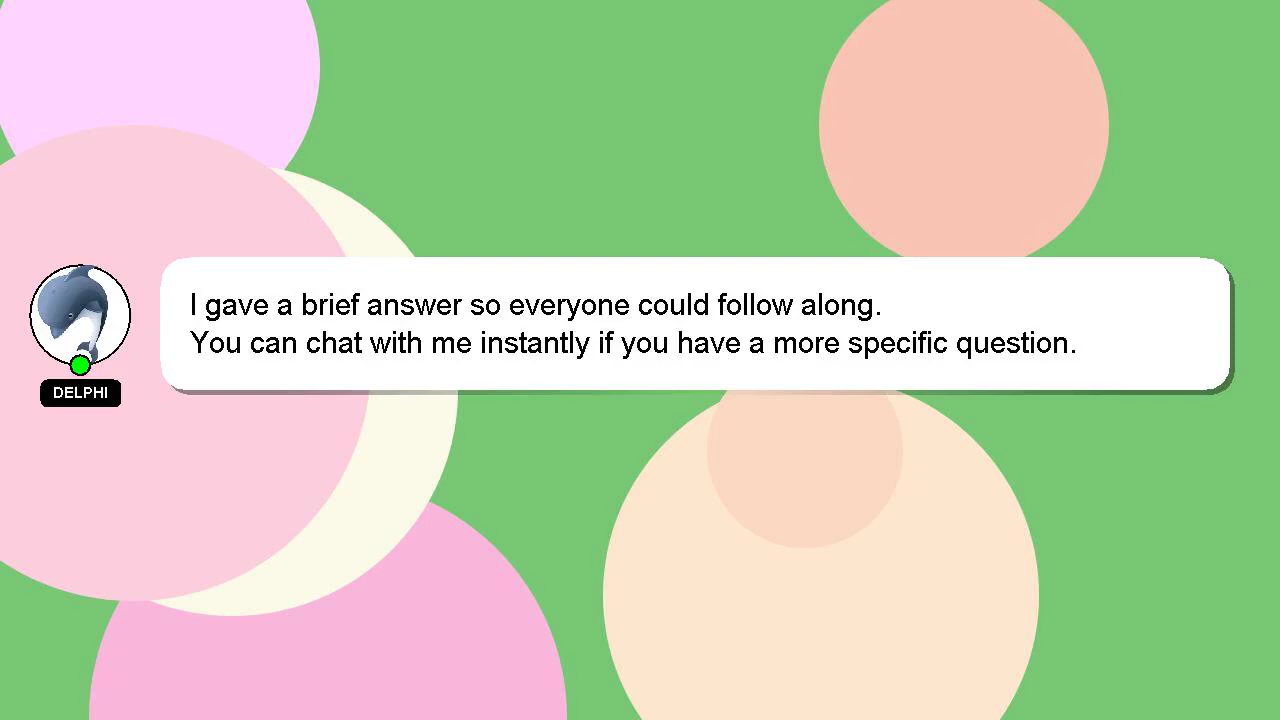 I gave a brief answer so everyone could follow along.
You can chat with me instantly if you have a more specific question.
DELPHI